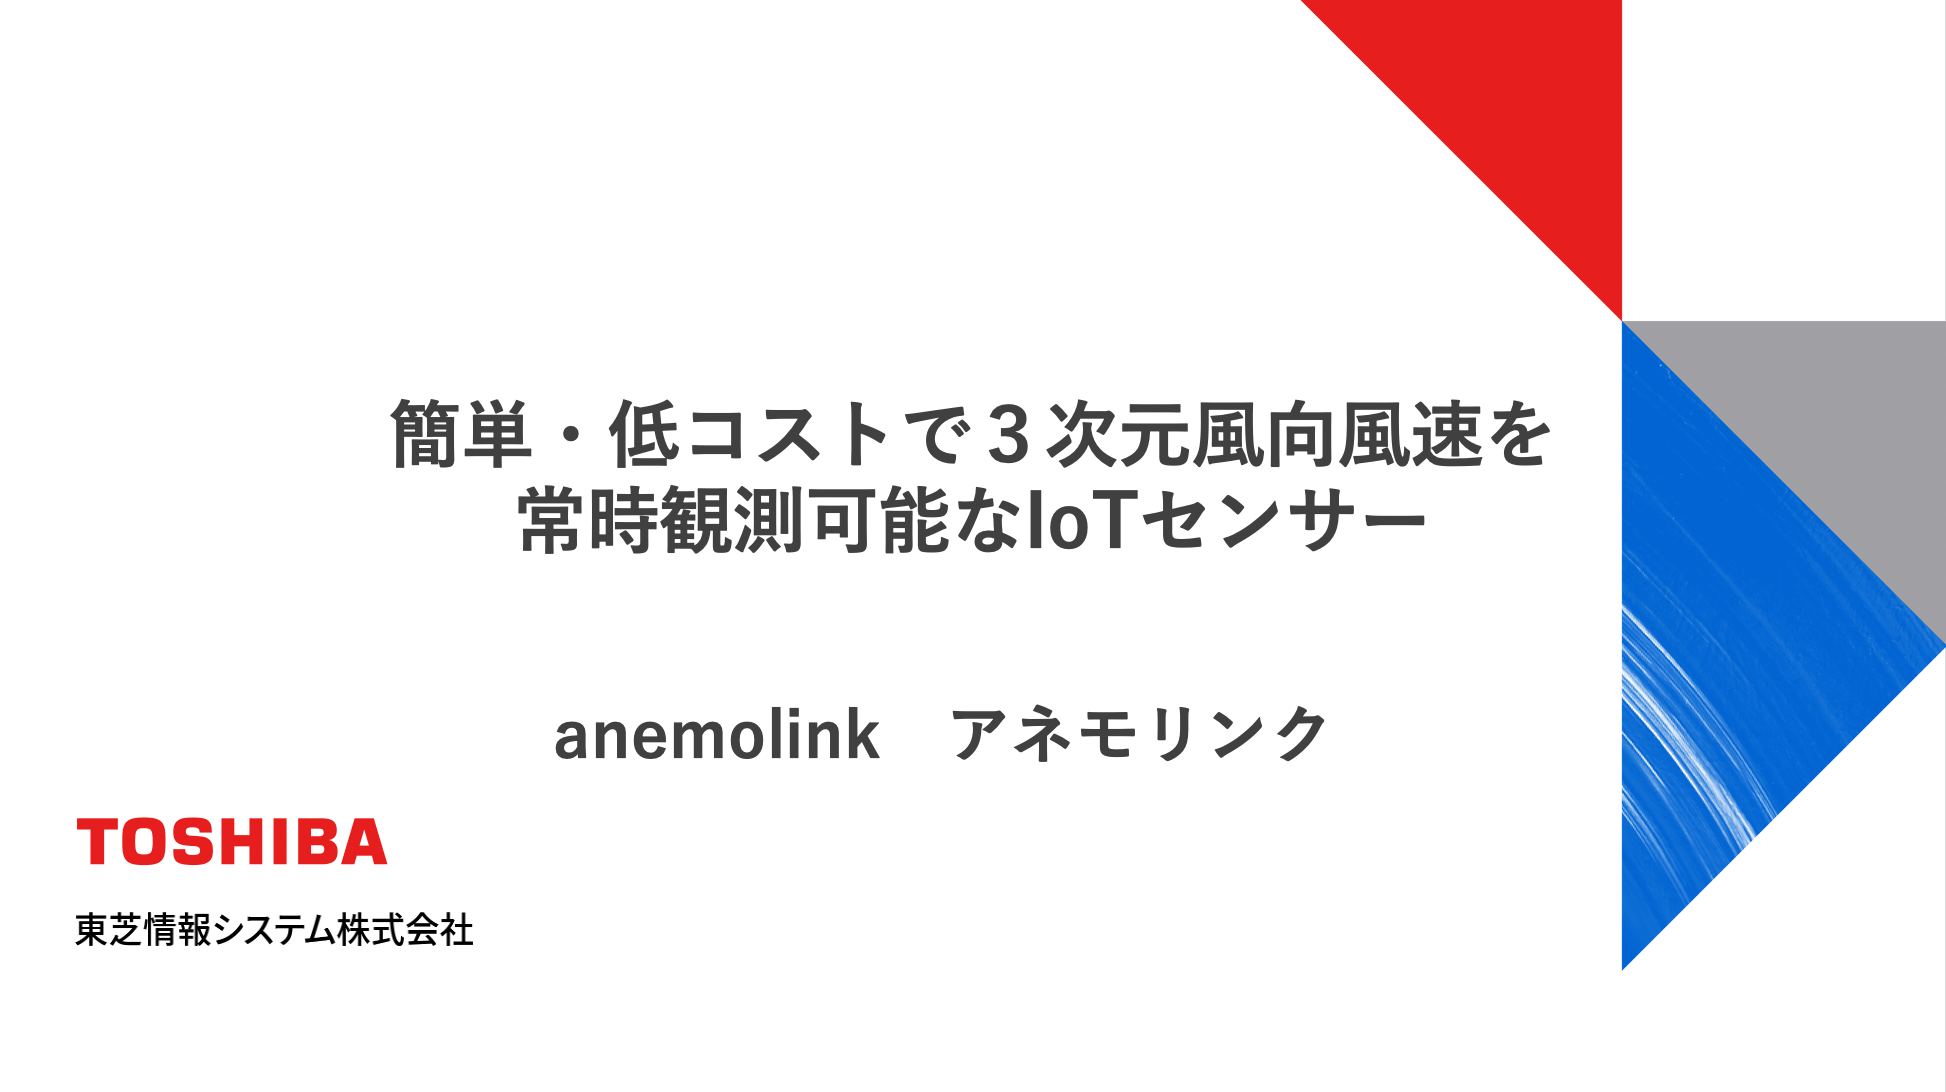 簡単・低コストで３次元風向風速を
常時観測可能なIoTセンサー
anemolink　アネモリンク
TOSHIBA
東芝情報システム株式会社